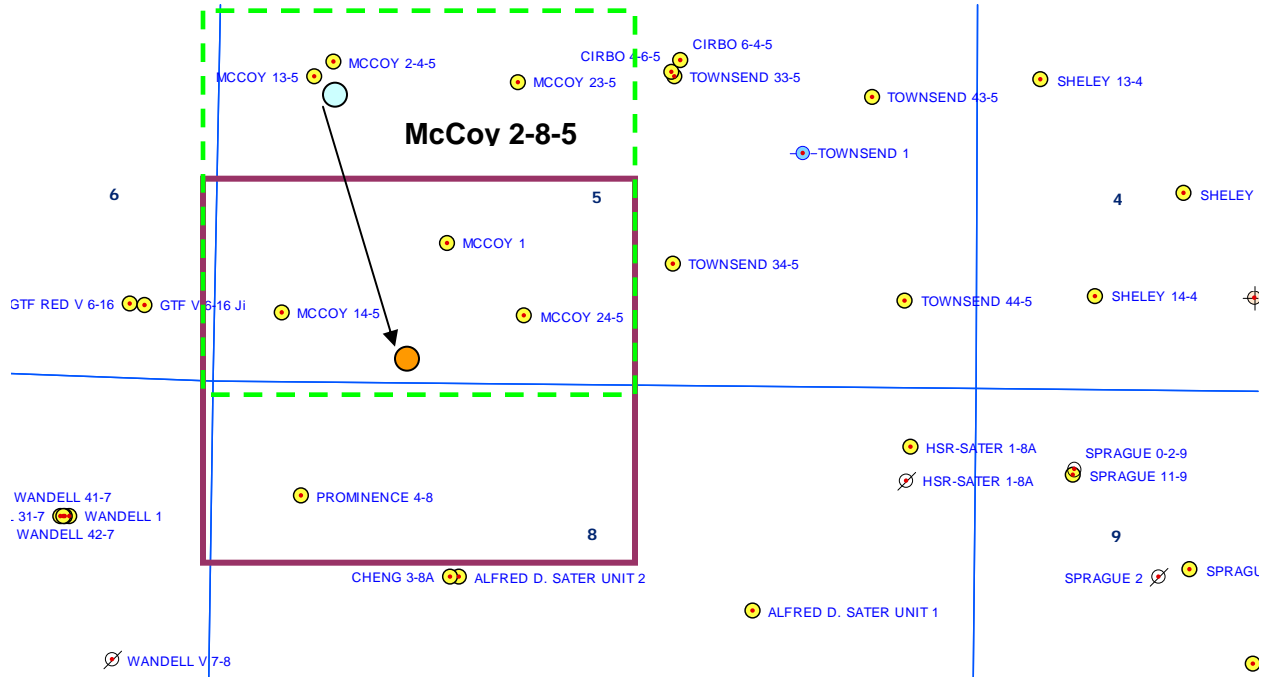 CIRBO 6-4-5
CIRBO 4-6-5
MCCOY 2-4-5
MCCOY 13-5
MCCOY 23-5
TOWNSEND 33-5
SHELEY 13-4
TOWNSEND 43-5
McCoy 2-8-5
TOWNSEND 1
6
5
4
SHELEY
MCCOY 1
TOWNSEND 34-5
GTF RED V 6-16
GTF V 6-16 Ji
MCCOY 14-5
MCCOY 24-5
TOWNSEND 44-5
SHELEY 14-4
HSR-SATER 1-8A
SPRAGUE 0-2-9
HSR-SATER 1-8A
SPRAGUE 11-9
WANDELL 41-7
PROMINENCE 4-8
. 31-7
WANDELL 1
WANDELL 42-7
8
9
CHENG 3-8A
ALFRED D. SATER UNIT 2
SPRAGUE 2
SPRAGU
ALFRED D. SATER UNIT 1
WANDELL V 7-8